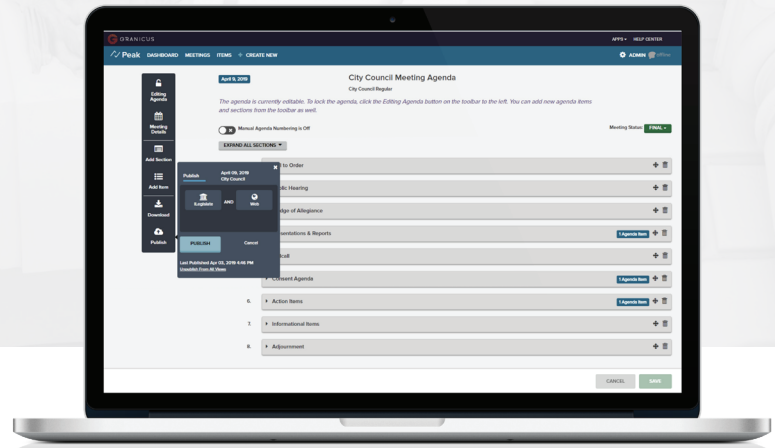 GRANICUS
APPS HELP CENTER
Peak DASHBOARD MEETINGS ITEMS + CREATE NEW
ADMIN offline
Editing Agenda
Meeting Details
Add Section
Add Item
Download
Publish
April 9, 2019
City Council Meeting Agenda
City Council Regular
The agenda is currently editable. To lock the agenda, click the Editing Agenda button on the toolbar to the left. You can add new agenda items
and sections from the toolbar as well.
Manual Agenda Numbering is Off
Meeting Status: FINAL
EXPAND ALL SECTIONS
Publish
April 09, 2019
City Council
iLegislate AND Web
PUBLISH Cancel
Last Published Apr 02, 2019 4:48 PM
Unpublish From All Views
to Order
Hearing
of Allegiance
& Reports 1 Agenda Item
Consent Agenda 1 Agenda Item
6. Action Items 1 Agenda Item
7. Informational Items
8. Adjournment
CANCEL SAVE